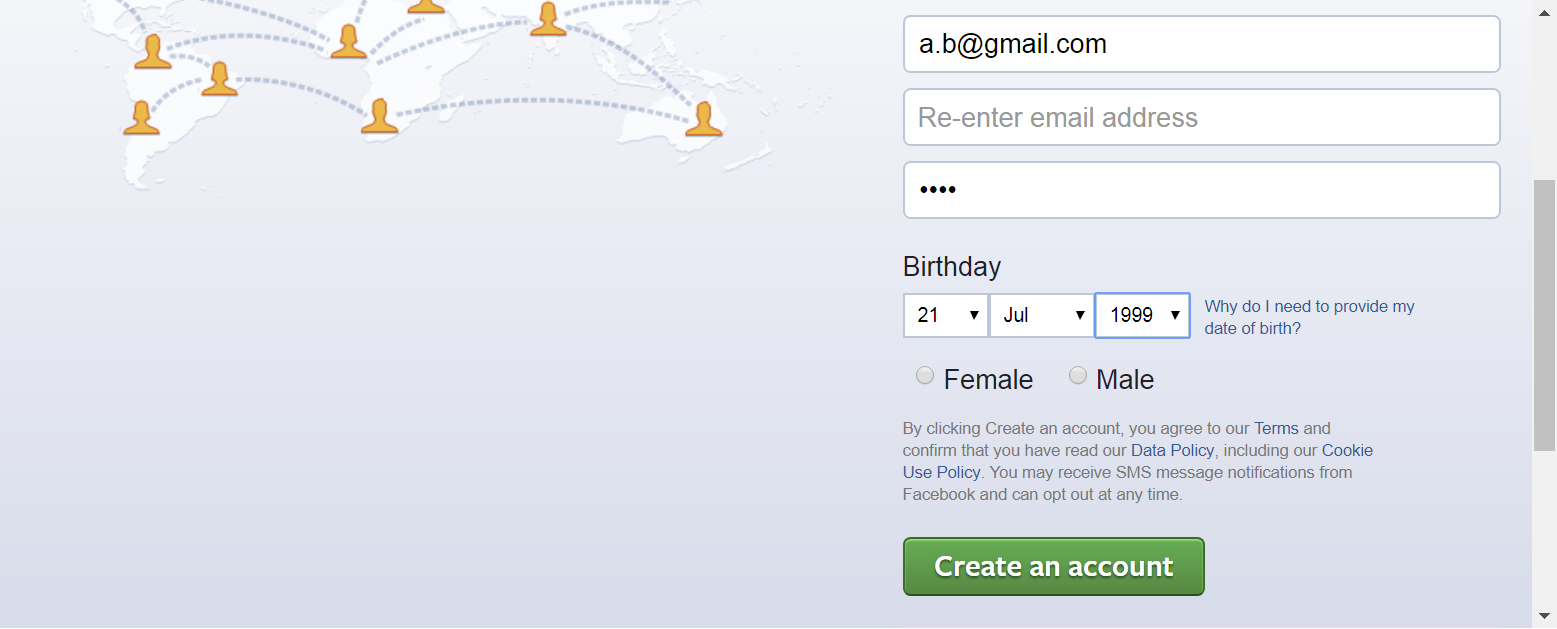 a.b@gmail.com
Re-enter email address
••••
Birthday
21 Jul 1999
Why do I need to provide my
date of birth?
Female Male
By clicking Create an account, you agree to our Terms and
confirm that you have read our Data Policy, including our Cookie
Use Policy. You may receive SMS message notifications from
Facebook and can opt out at any time.
Create an account